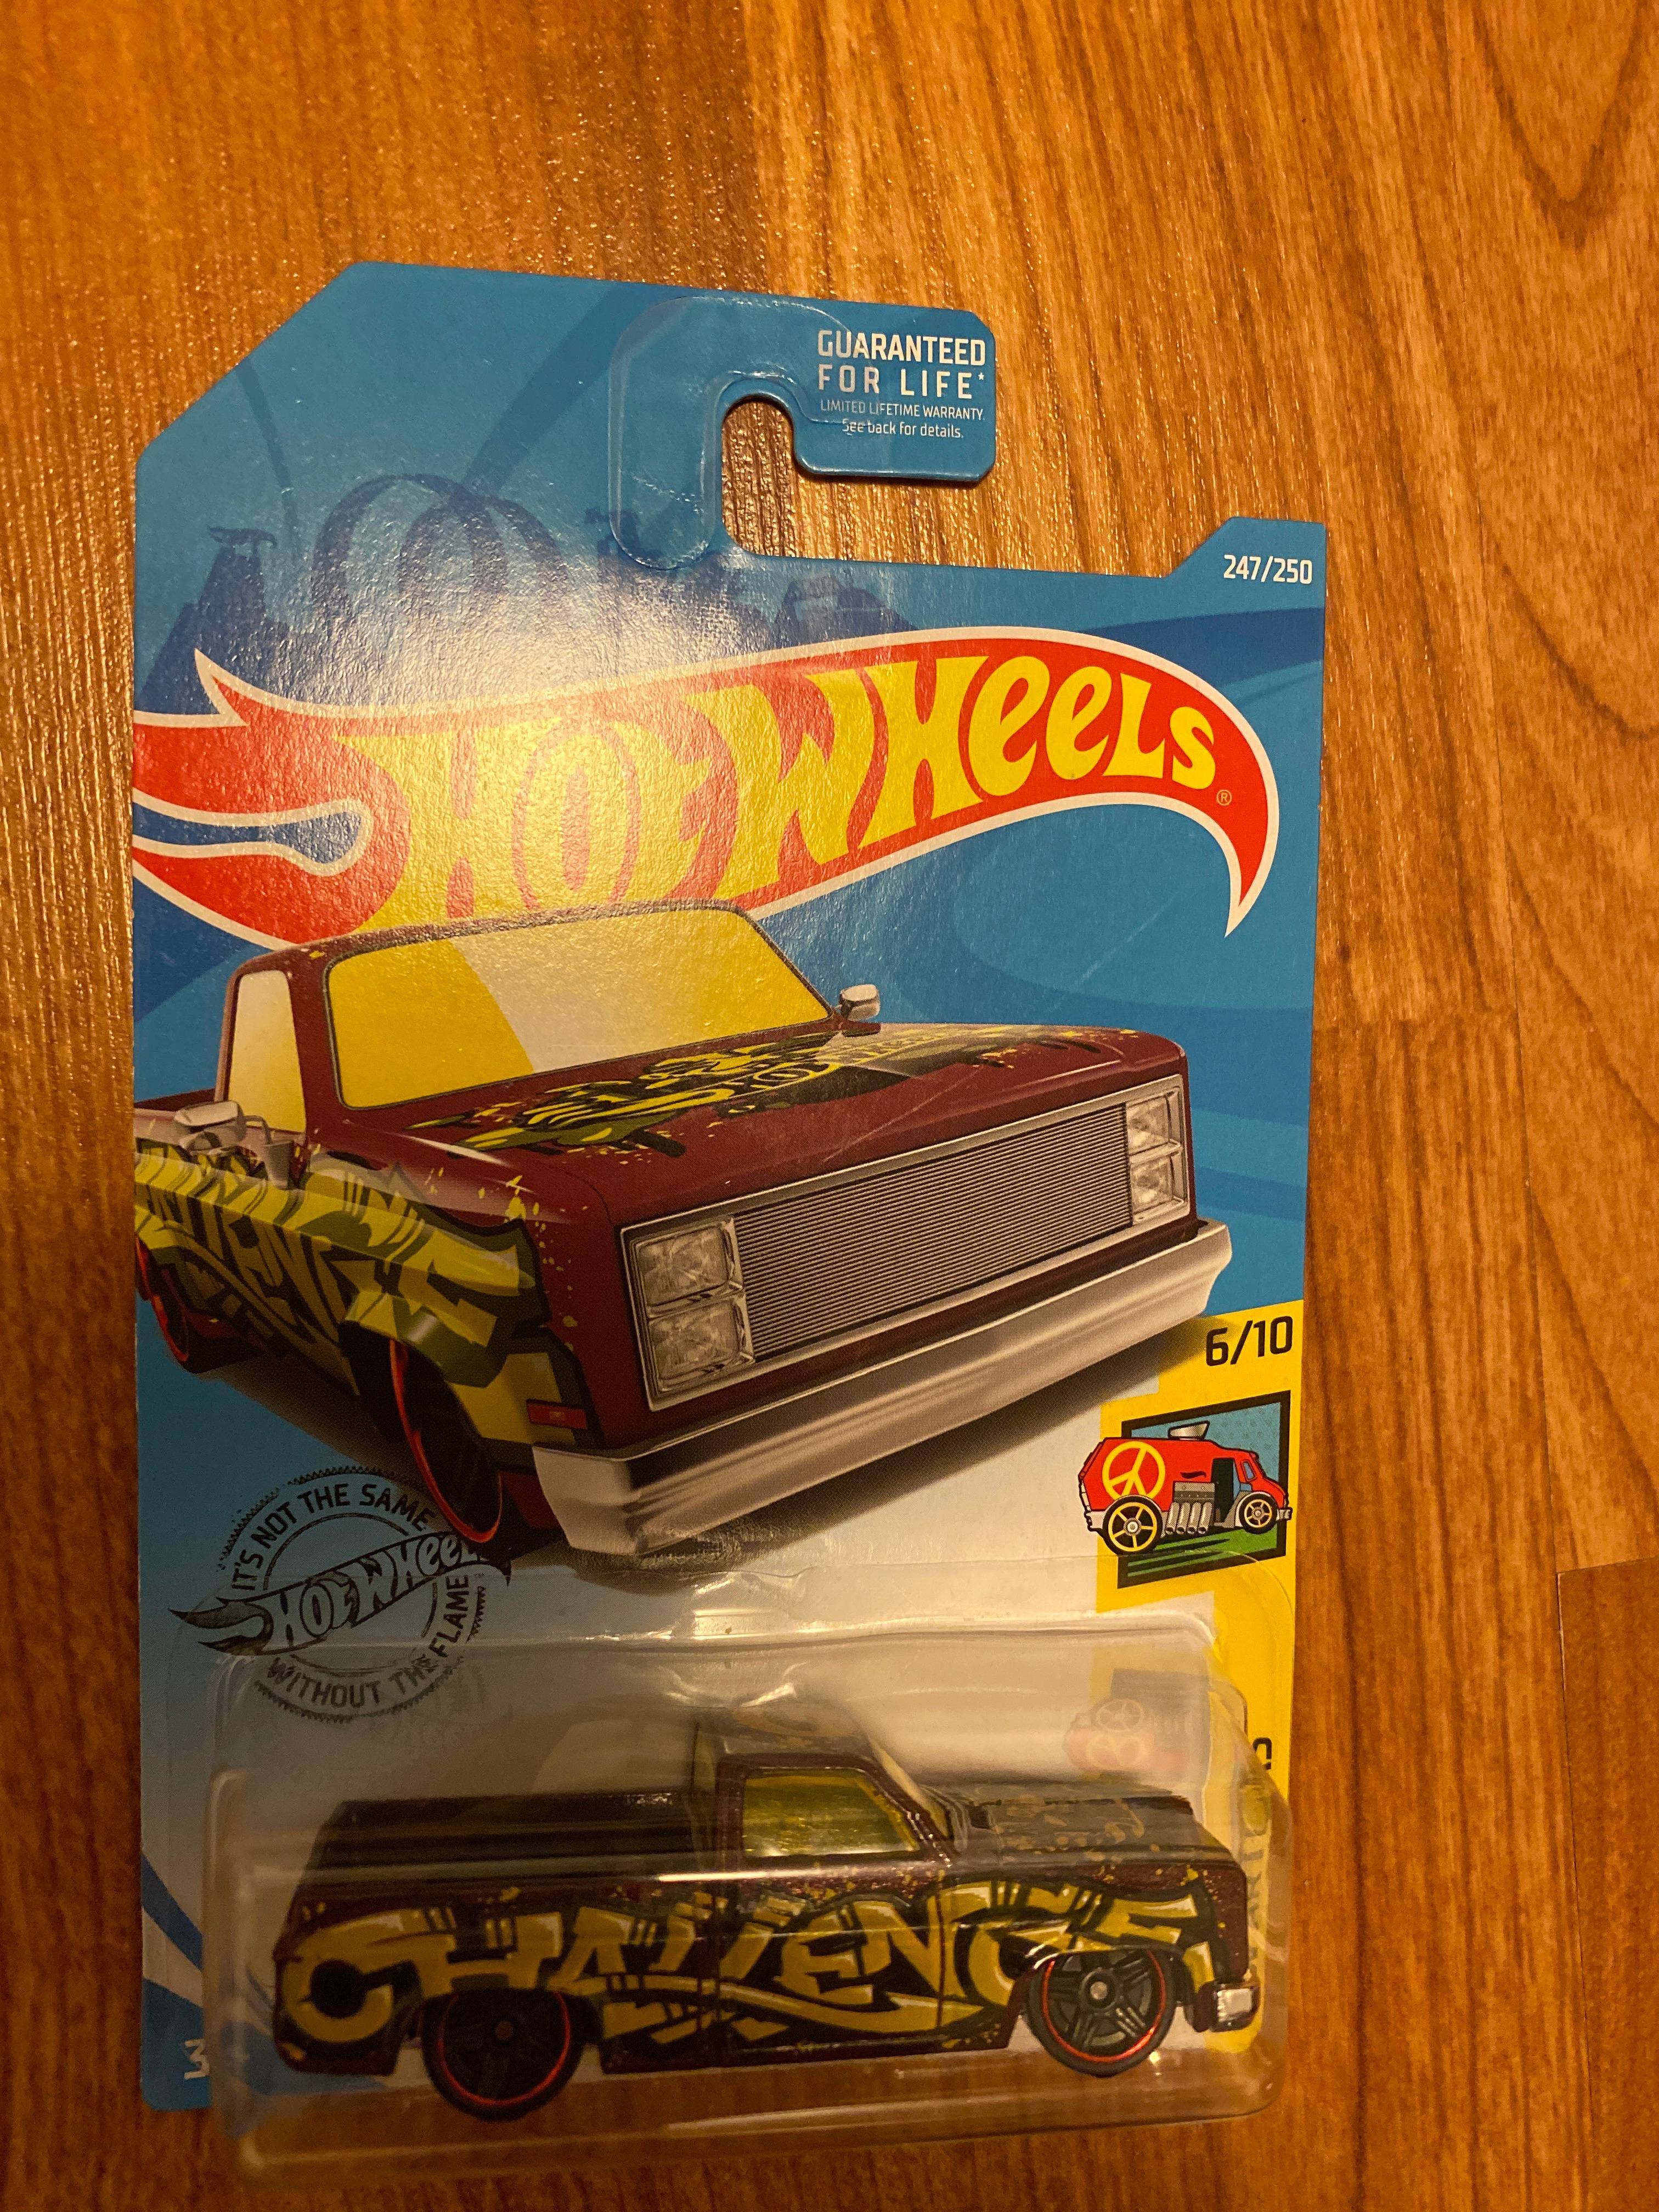 GUARANTEED
FOR LIFE*
LIMITED LIFETIME WARRANTY.
See back for details.
247/250
HOT WHEELS®
6/10
IT'S NOT THE SAME
HOT WHEELS
WITHOUT THE FLAME
CHALLENGE
3